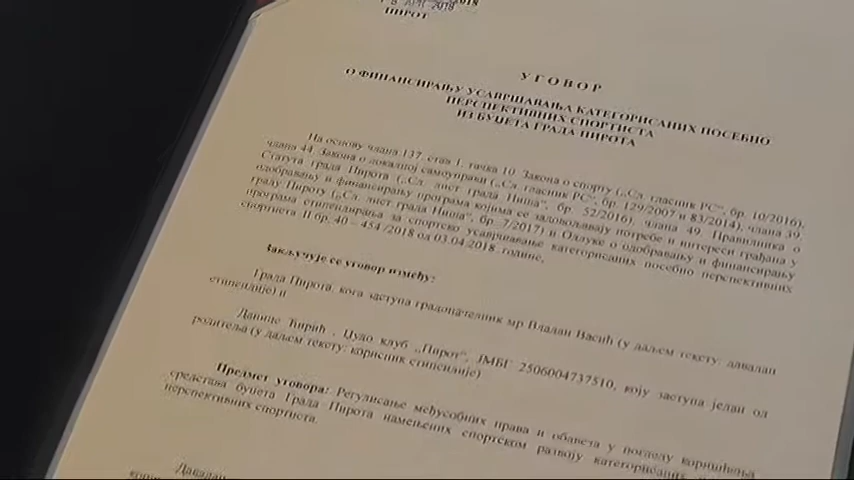 АПР 2018
ПИРОТ
УГОВОР
О ФИНАНСИРАЊУ УСАВРШАВАЊА КАТЕГОРИСАНИХ ПОСЕБНО
ПЕРСПЕКТИВНИХ СПОРТИСТА
ИЗ БУЏЕТА ГРАДА ПИРОТА
На основу члана 137. став 1. тачка 10. Закона о спорту („Сл. гласник РС“, бр. 10/2016),
члана 44. Закона о локалној самоуправи („Сл. гласник РС“, бр. 129/2007 и 83/2014), члана 39.
Статута града Пирота („Сл. лист града Ниша“, бр. 52/2016), члана 49. Правилника о
одобравању и финансирању програма којима се задовољавају потребе и интереси грађана у
граду Пироту („Сл. лист града Ниша“, бр. 7/2017) и Одлуке о одобравању и финансирању
програма стипендирања за спортско усавршавање категорисаних посебно перспективних
спортиста II бр. 40 – 454 /2018 од 03.04.2018. године,
Закључује се уговор између:
Града Пирота, кога заступа градоначелник мр Владан Васић (у даљем тексту: давалац
стипендије) и
Данице Ћирић , Џудо клуб „Пирот“, ЈМБГ 2506004737510, коју заступа један од
родитеља (у даљем тексту: корисник стипендије)
Предмет уговора: Регулисање међусобних права и обавеза у погледу коришћења
средстава буџета Града Пирота намењених спортском развоју категорисаних
перспективних спортиста.
Давалац